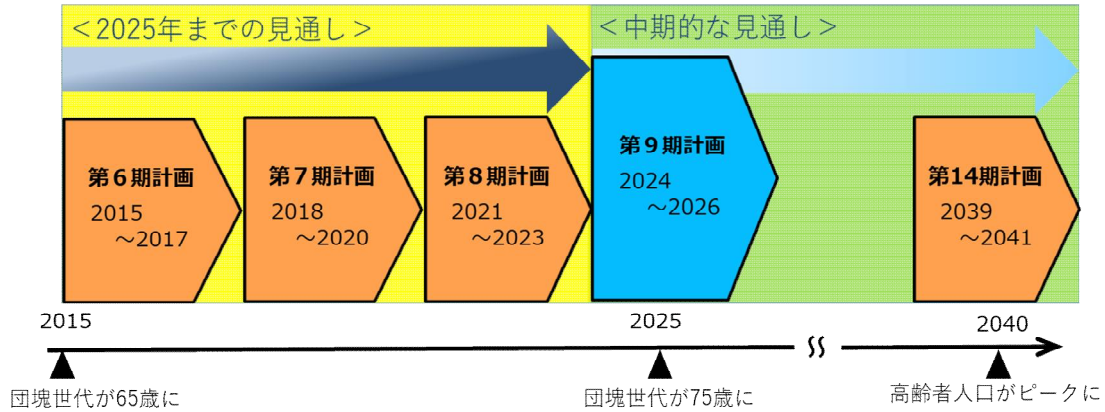 ＜2025年までの見通し＞
＜中期的な見通し＞
第６期計画
2015
～2017
第７期計画
2018
～2020
第８期計画
2021
～2023
第９期計画
2024
～2026
第14期計画
2039
～2041
2015
2025
2040
団塊世代が65歳に
団塊世代が75歳に
高齢者人口がピークに